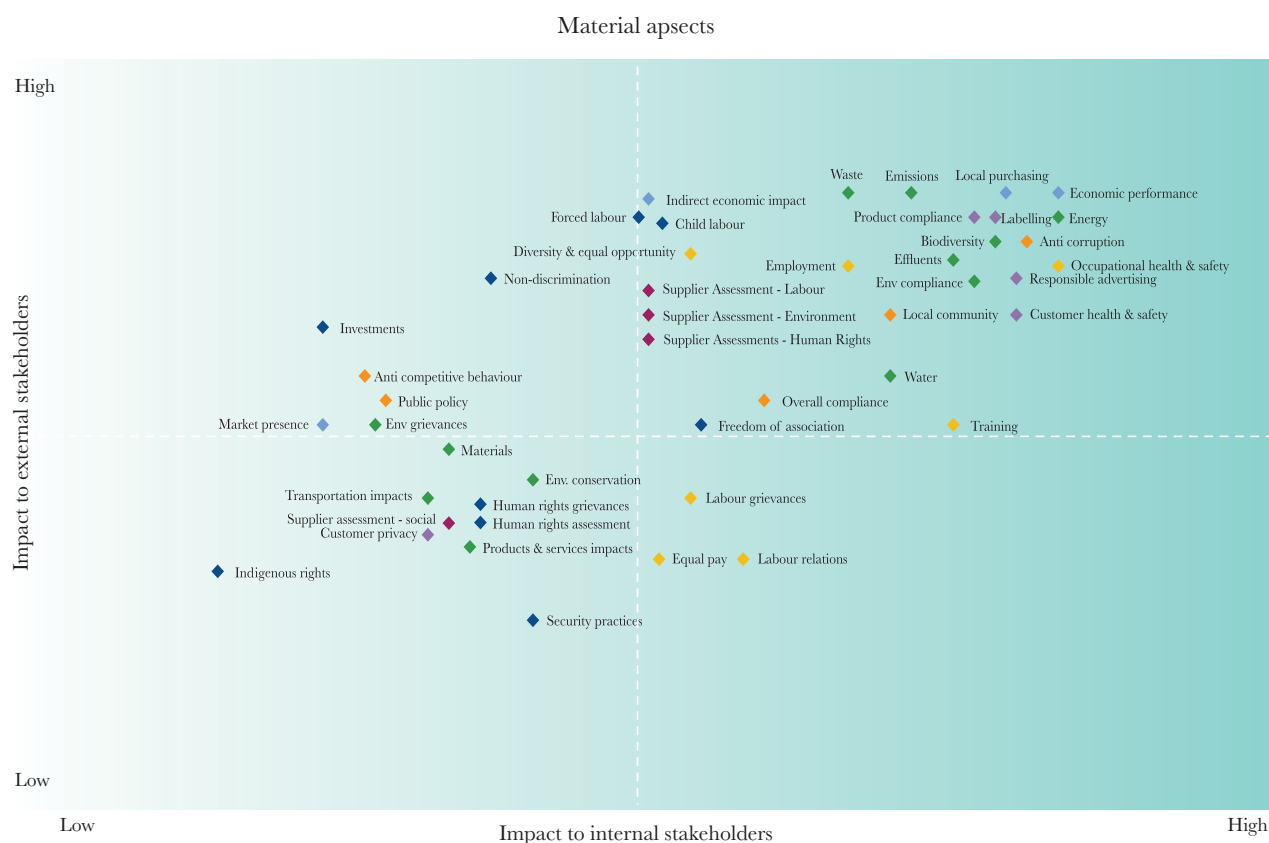 Material apsects
High
Waste
Emissions
Local purchasing
Indirect economic impact
Economic performance
Forced labour
Child labour
Product compliance
Labelling
Energy
Diversity & equal opportunity
Biodiversity
Anti corruption
Employment
Effluents
Occupational health & safety
Non-discrimination
Env compliance
Responsible advertising
Supplier Assessment - Labour
Supplier Assessment - Environment
Local community
Customer health & safety
Investments
Supplier Assessments - Human Rights
Anti competitive behaviour
Water
Public policy
Overall compliance
Market presence
Env grievances
Freedom of association
Training
Materials
Env. conservation
Transportation impacts
Labour grievances
Human rights grievances
Supplier assessment - social
Human rights assessment
Customer privacy
Products & services impacts
Equal pay
Labour relations
Indigenous rights
Security practices
Impact to external stakeholders
Low
Low
Impact to internal stakeholders
High